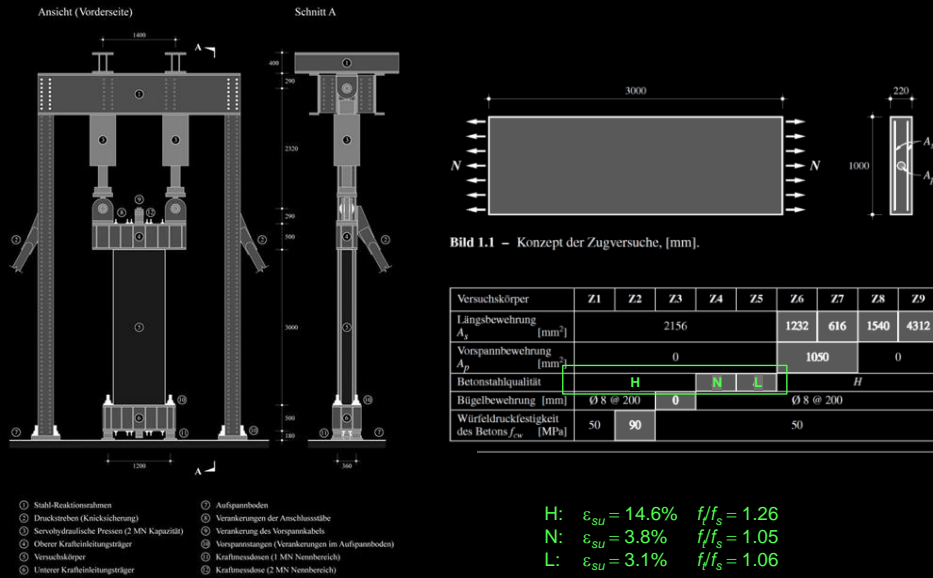 Ansicht (Vorderseite)
Schnitt A
1400
A
400
290
2320
290
500
3000
500
180
1200
A
360
① Stahl-Reaktionsrahmen
② Druckstreben (Knicksicherung)
③ Servohydraulische Pressen (2 MN Kapazität)
④ Oberer Krafteinleitungsträger
⑤ Versuchskörper
⑥ Unterer Krafteinleitungsträger
⑦ Aufspannboden
⑧ Verankerungen der Anschlussstäbe
⑨ Verankerung des Vorspannkabels
⑩ Vorspannstangen (Verankerungen im Aufspannboden)
⑪ Kraftmessdosen (1 MN Nennbereich)
⑫ Kraftmessdose (2 MN Nennbereich)
3000
220
N
N
1000
Bild 1.1 – Konzept der Zugversuche, [mm].
Versuchskörper Z1 Z2 Z3 Z4 Z5 Z6 Z7 Z8 Z9
Längsbewehrung
A_s [mm²] 2156 1232 616 1540 4312
Vorspannbewehrung
A_p [mm²] 0 1050 0
Betonstahlqualität H N L H
Bügelbewehrung [mm] Ø 8 @ 200 0 Ø 8 @ 200
Würfeldruckfestigkeit
des Betons f_cw [MPa] 50 90 50
H: ε_su = 14.6% f_t/f_s = 1.26
N: ε_su = 3.8% f_t/f_s = 1.05
L: ε_su = 3.1% f_t/f_s = 1.06